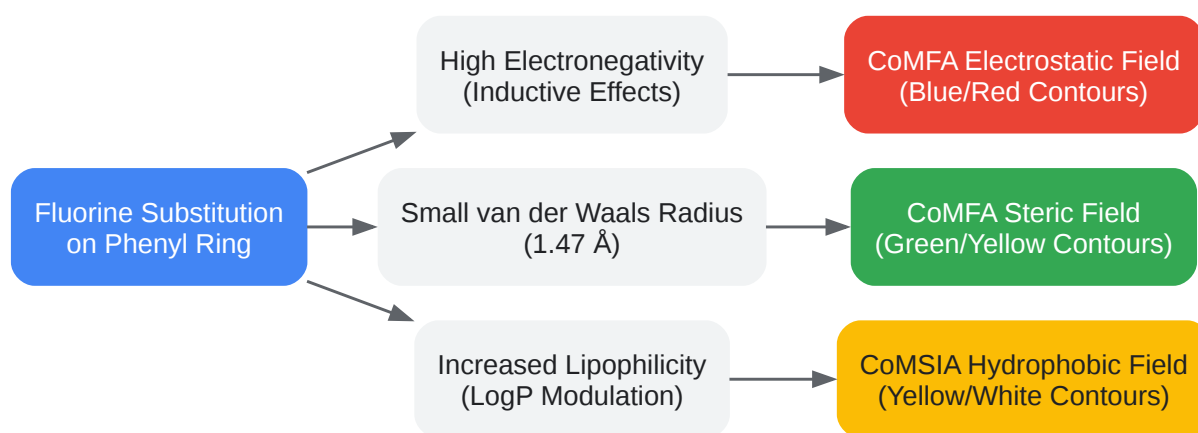 High Electronegativity
(Inductive Effects)
CoMFA Electrostatic Field
(Blue/Red Contours)
Fluorine Substitution
on Phenyl Ring
Small van der Waals Radius
(1.47 Å)
CoMFA Steric Field
(Green/Yellow Contours)
Increased Lipophilicity
(LogP Modulation)
CoMSIA Hydrophobic Field
(Yellow/White Contours)